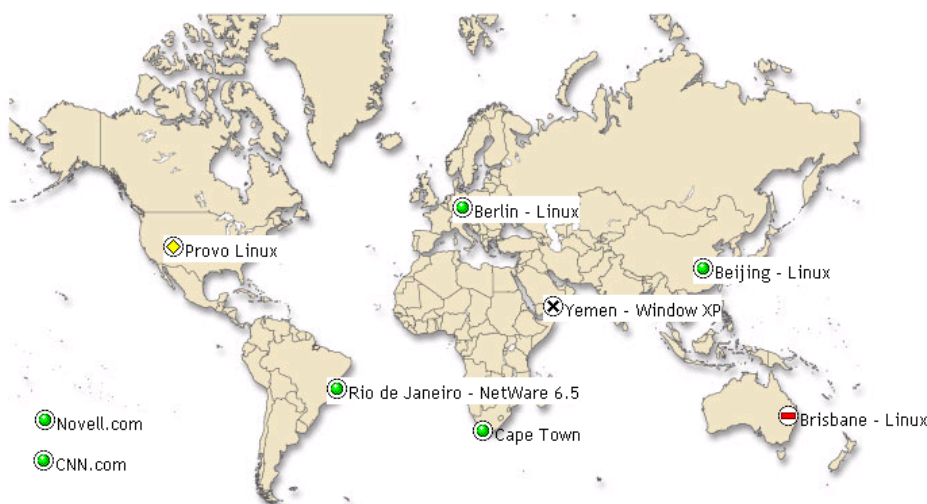 Berlin - Linux
Provo Linux
Beijing - Linux
Yemen - Window XP
Rio de Janeiro - NetWare 6.5
Novell.com
Brisbane - Linux
Cape Town
CNN.com